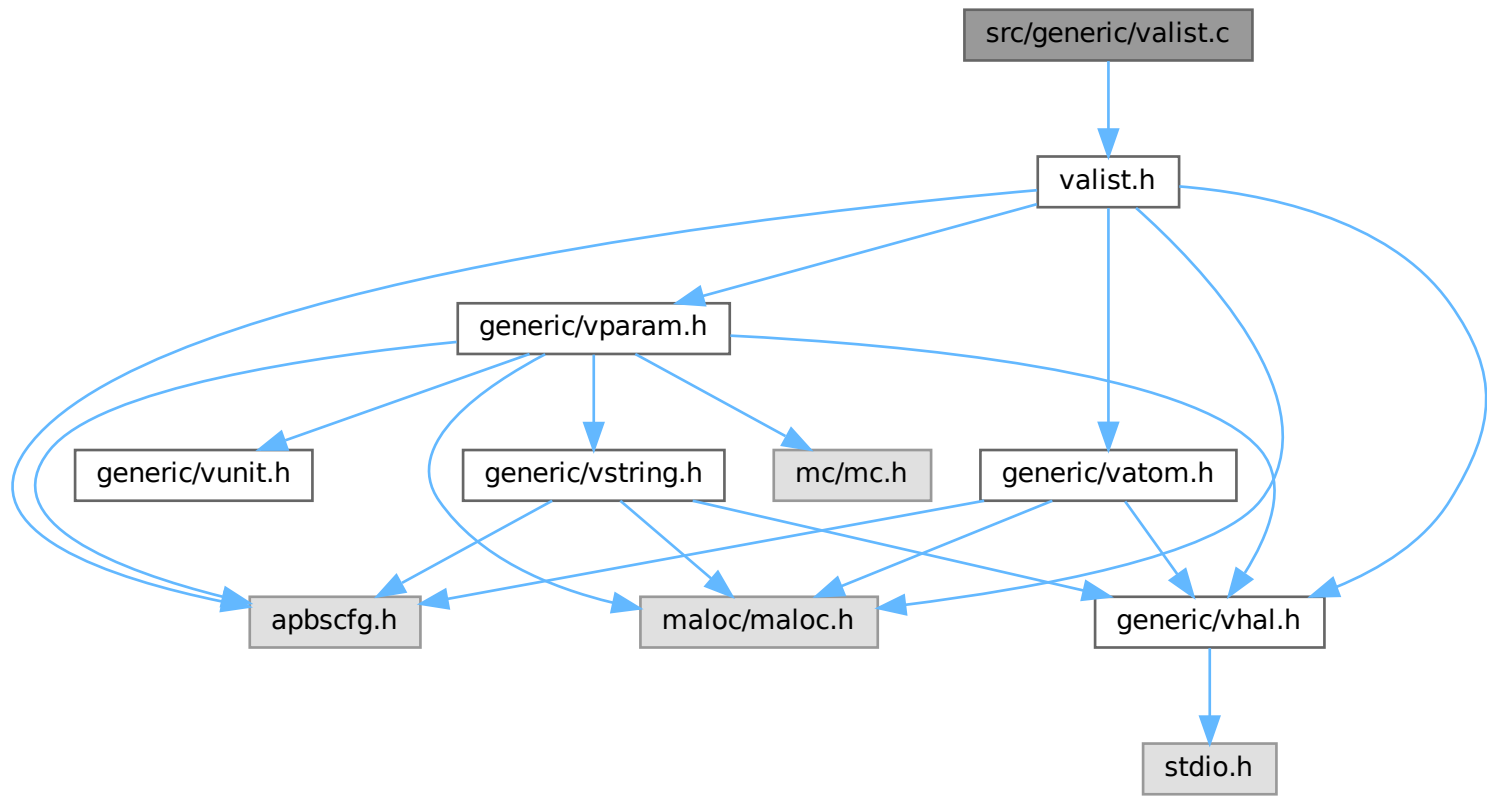 src/generic/valist.c
valist.h
generic/vparam.h
generic/vunit.h
generic/vstring.h
mc/mc.h
generic/vatom.h
apbscfg.h
maloc/maloc.h
generic/vhal.h
stdio.h